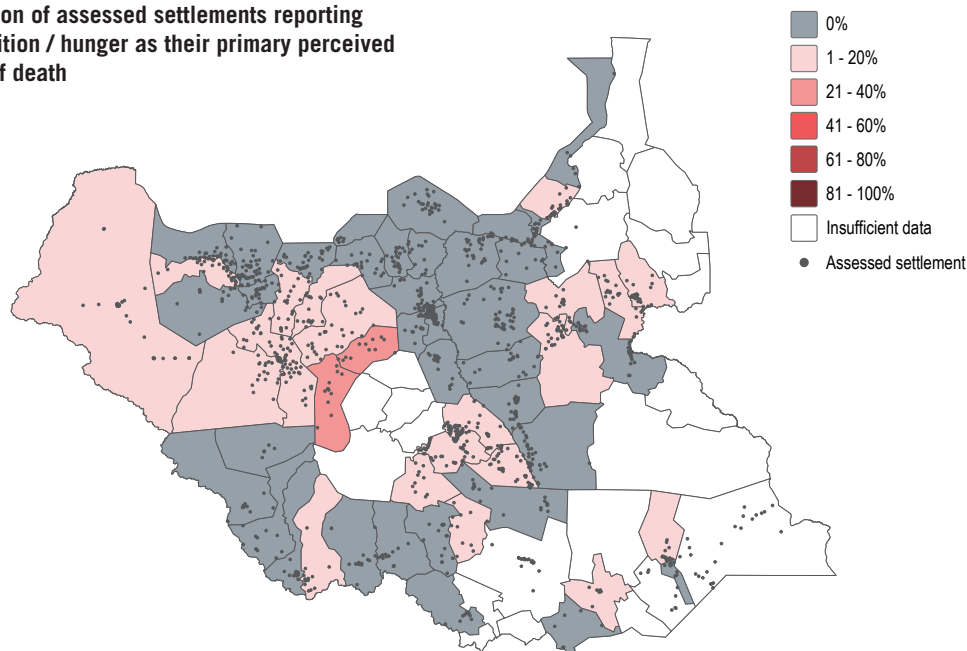 on of assessed settlements reporting
ition / hunger as their primary perceived
f death
0%
1 - 20%
21 - 40%
41 - 60%
61 - 80%
81 - 100%
Insufficient data
Assessed settlement